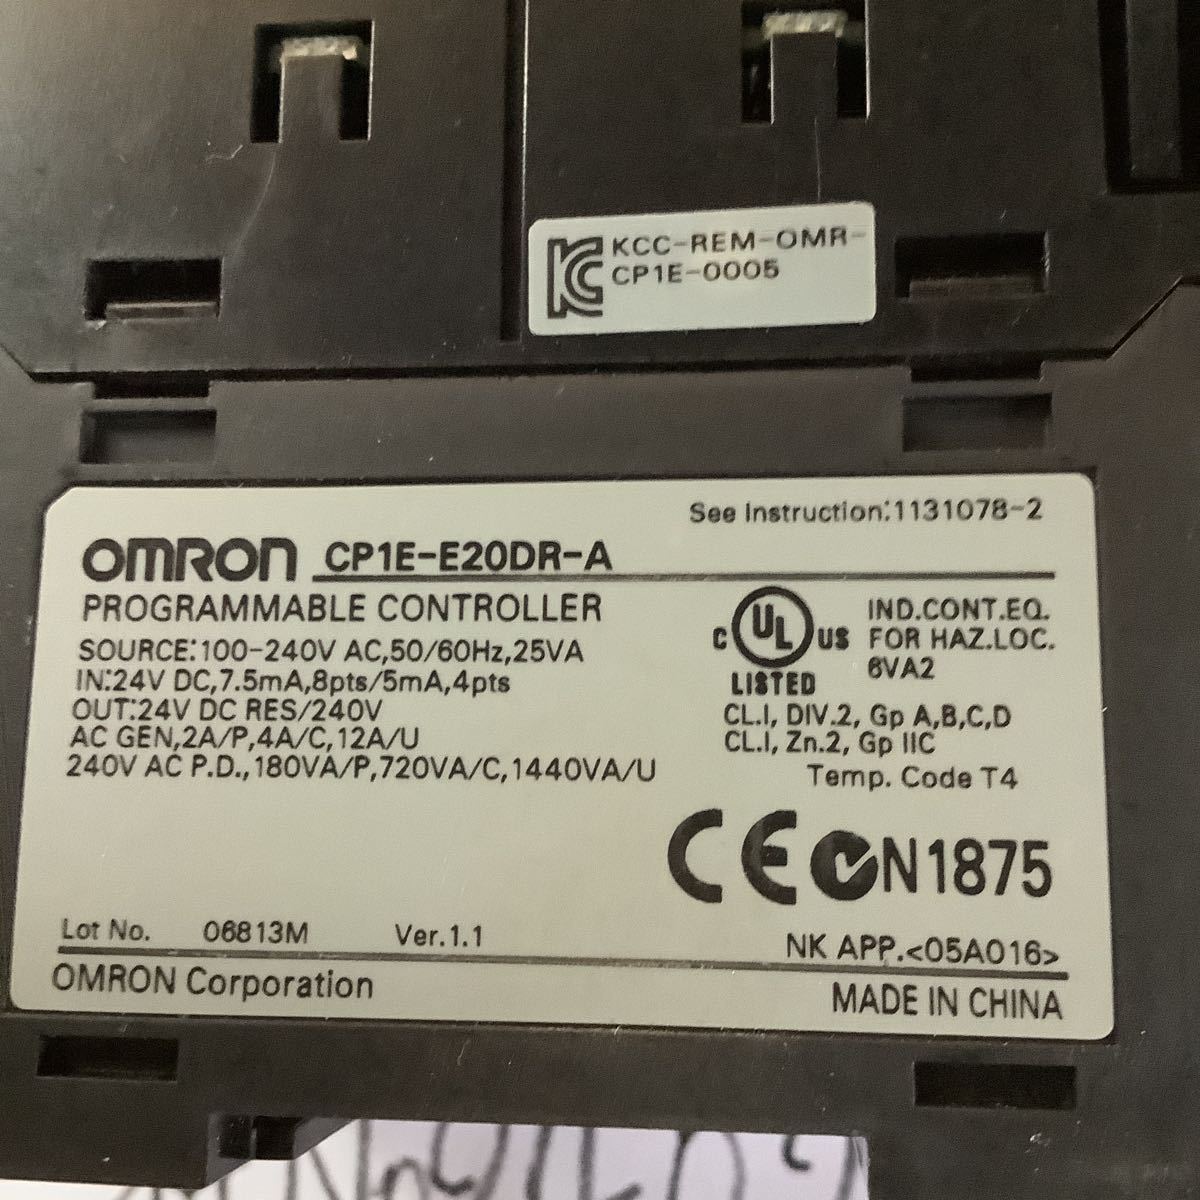 KCC-REM-OMR-
CP1E-0005
See Instruction:1131078-2
OMRON CP1E-E20DR-A
PROGRAMMABLE CONTROLLER
SOURCE:100-240V AC,50/60Hz,25VA
IN:24V DC,7.5mA,8pts/5mA,4pts
OUT:24V DC RES/240V
AC GEN,2A/P,4A/C,12A/U
240V AC P.D.,180VA/P,720VA/C,1440VA/U
C UL US
LISTED
IND.CONT.EQ.
FOR HAZ.LOC.
6VA2
CL.I, DIV.2, Gp A,B,C,D
CL.I, Zn.2, Gp IIC
Temp. Code T4
CE N1875
Lot No. 06813M Ver.1.1
NK APP.<05A016>
OMRON Corporation
MADE IN CHINA